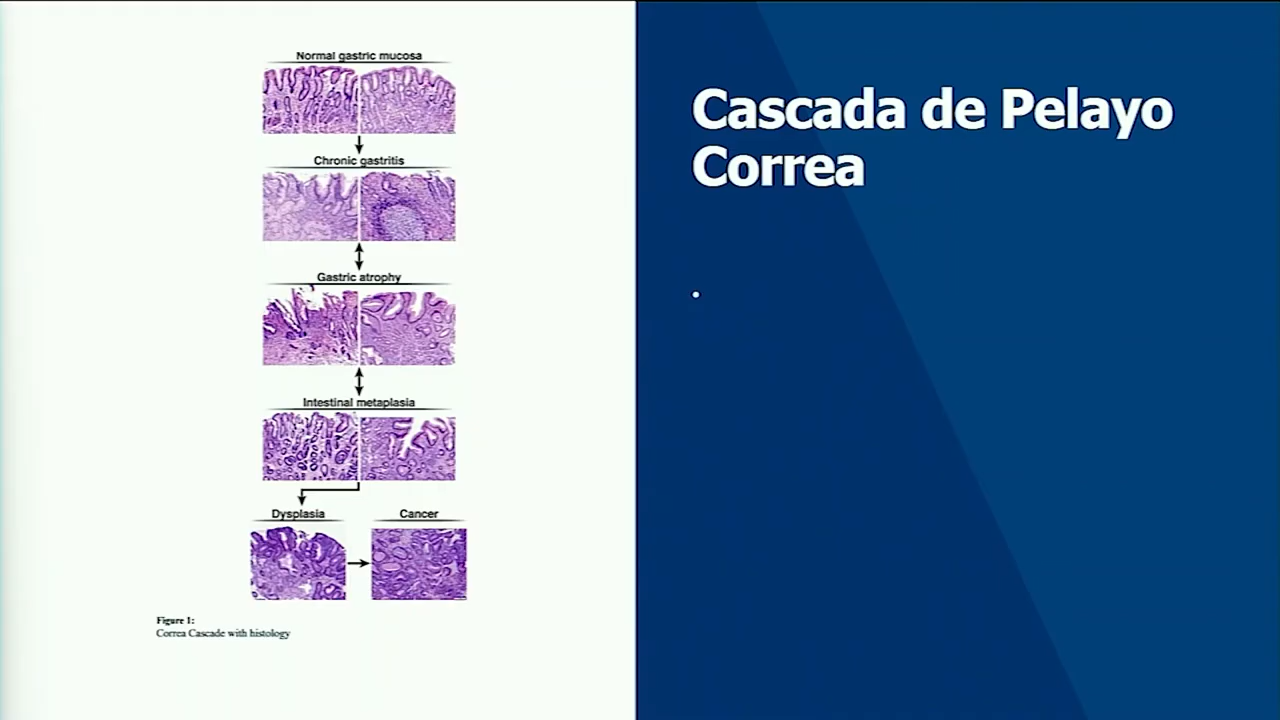 Normal gastric mucosa
Chronic gastritis
Gastric atrophy
Intestinal metaplasia
Dysplasia
Cancer
Figure 1:
Correa Cascade with histology
Cascada de Pelayo
Correa